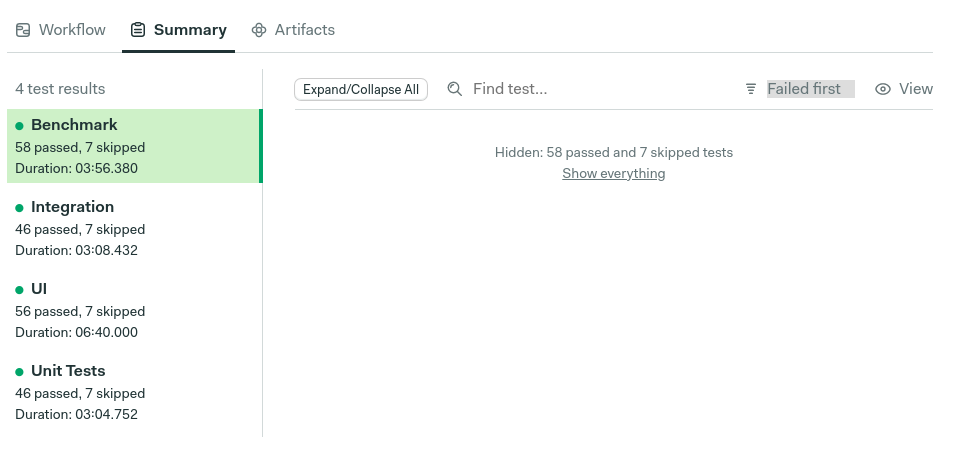 Workflow
Summary
Artifacts
4 test results
Benchmark
58 passed, 7 skipped
Duration: 03:56.380
Integration
46 passed, 7 skipped
Duration: 03:08.432
UI
56 passed, 7 skipped
Duration: 06:40.000
Unit Tests
46 passed, 7 skipped
Duration: 03:04.752
Expand/Collapse All
Find test...
Failed first
View
Hidden: 58 passed and 7 skipped tests
Show everything